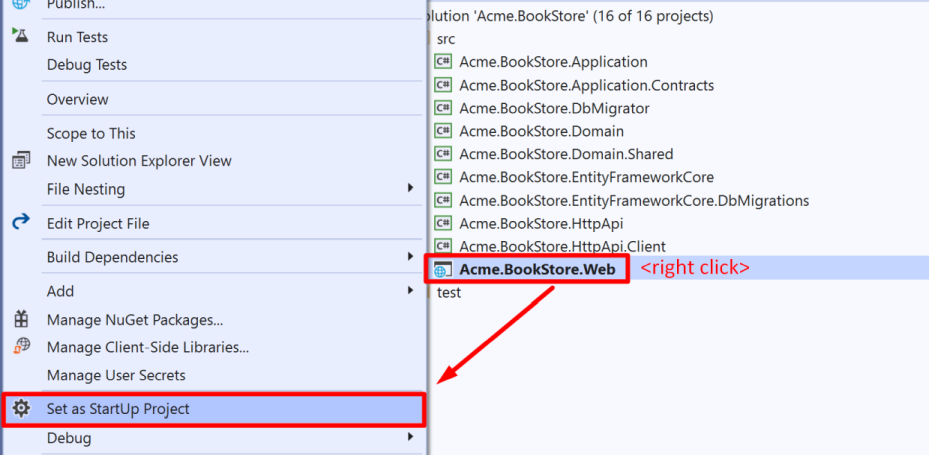 Publish...
Run Tests
Debug Tests
Overview
Scope to This
New Solution Explorer View
File Nesting
Edit Project File
Build Dependencies
Add
Manage NuGet Packages...
Manage Client-Side Libraries...
Manage User Secrets
Set as StartUp Project
Debug
olution 'Acme.BookStore' (16 of 16 projects)
src
C# Acme.BookStore.Application
C# Acme.BookStore.Application.Contracts
C# Acme.BookStore.DbMigrator
C# Acme.BookStore.Domain
C# Acme.BookStore.Domain.Shared
C# Acme.BookStore.EntityFrameworkCore
C# Acme.BookStore.EntityFrameworkCore.DbMigrations
C# Acme.BookStore.HttpApi
C# Acme.BookStore.HttpApi.Client
Acme.BookStore.Web <right click>
test